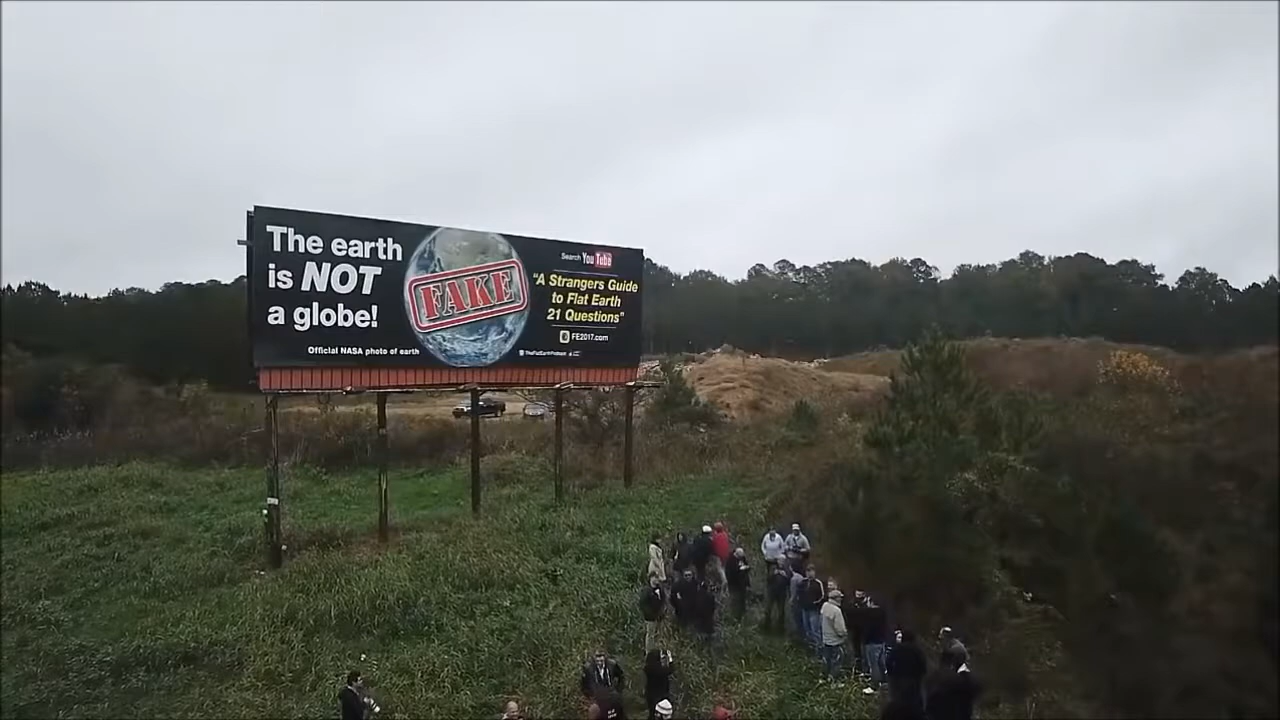 The earth
is NOT
a globe!
Official NASA photo of earth
FAKE
Search YouTube
"A Strangers Guide
to Flat Earth
21 Questions"
FE2017.com